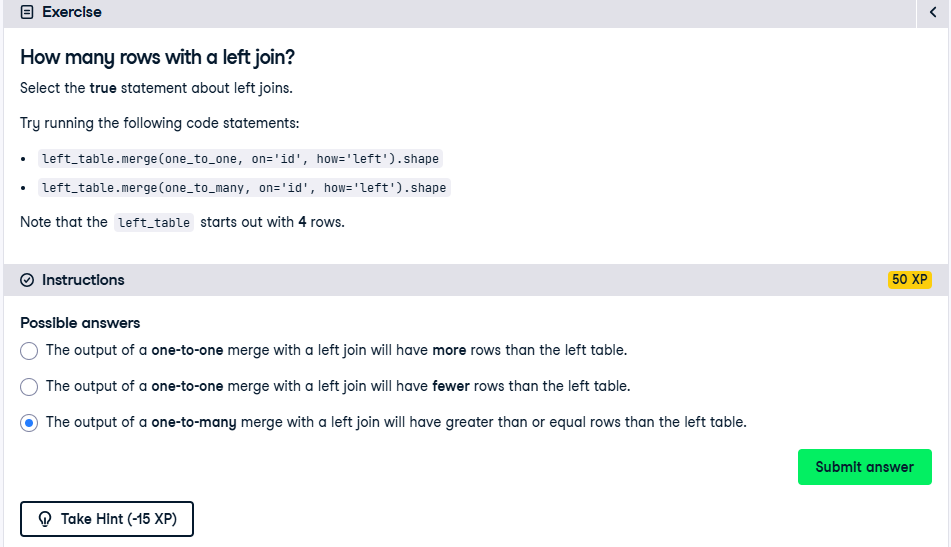 Exercise
How many rows with a left join?
Select the true statement about left joins.
Try running the following code statements:
left_table.merge(one_to_one, on='id', how='left').shape
left_table.merge(one_to_many, on='id', how='left').shape
Note that the left_table starts out with 4 rows.
Instructions
50 XP
Possible answers
The output of a one-to-one merge with a left join will have more rows than the left table.
The output of a one-to-one merge with a left join will have fewer rows than the left table.
The output of a one-to-many merge with a left join will have greater than or equal rows than the left table.
Submit answer
Take Hint (-15 XP)